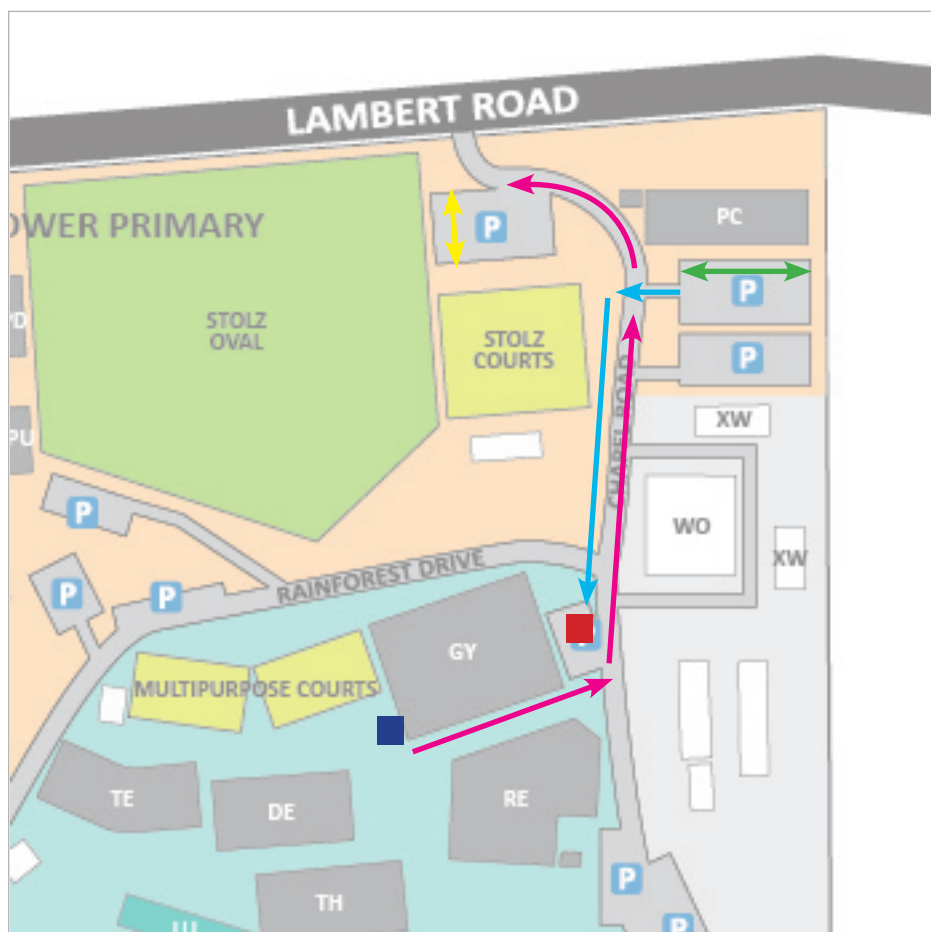 LAMBERT ROAD
OWER PRIMARY
P
PC
P
STOLZ
OVAL
STOLZ
COURTS
P
CHAPEL ROAD
XW
PU
P
WO
XW
RAINFOREST DRIVE
P
P
GY
MULTIPURPOSE COURTS
TE
DE
RE
P
TH
P